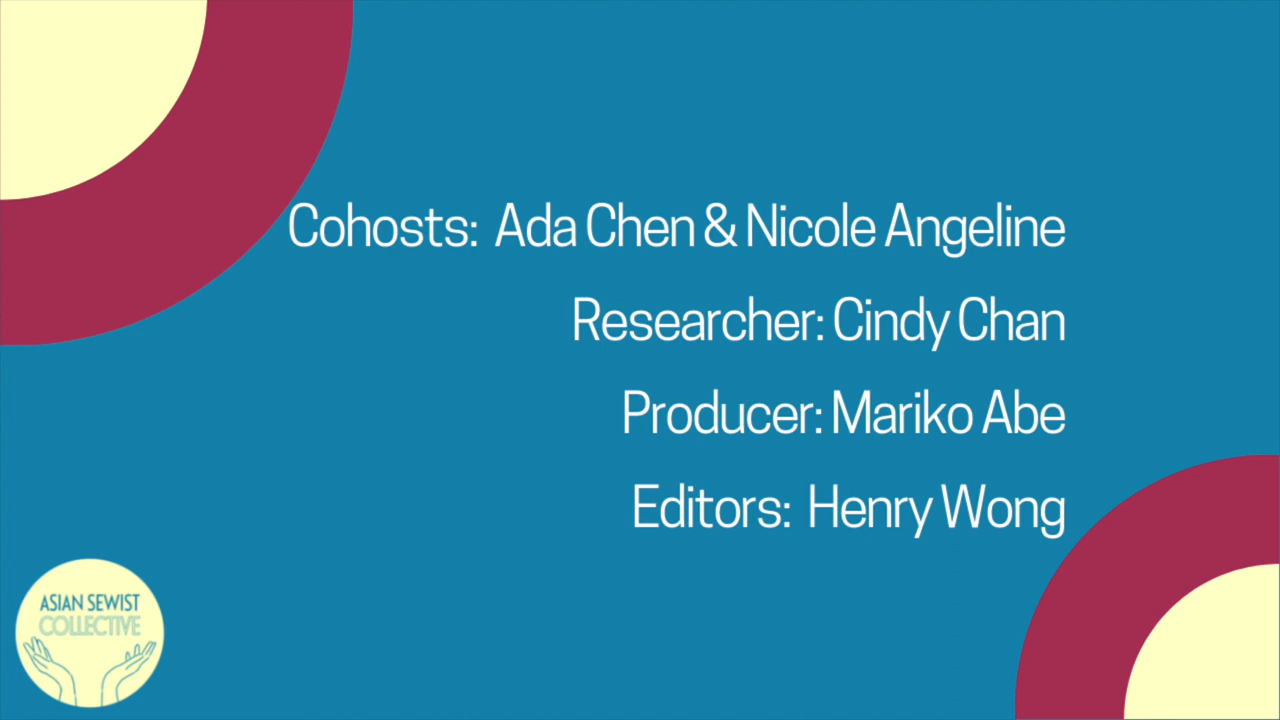 Cohosts: Ada Chen & Nicole Angeline
Researcher: Cindy Chan
Producer: Mariko Abe
Editors: Henry Wong
ASIAN SEWIST
COLLECTIVE